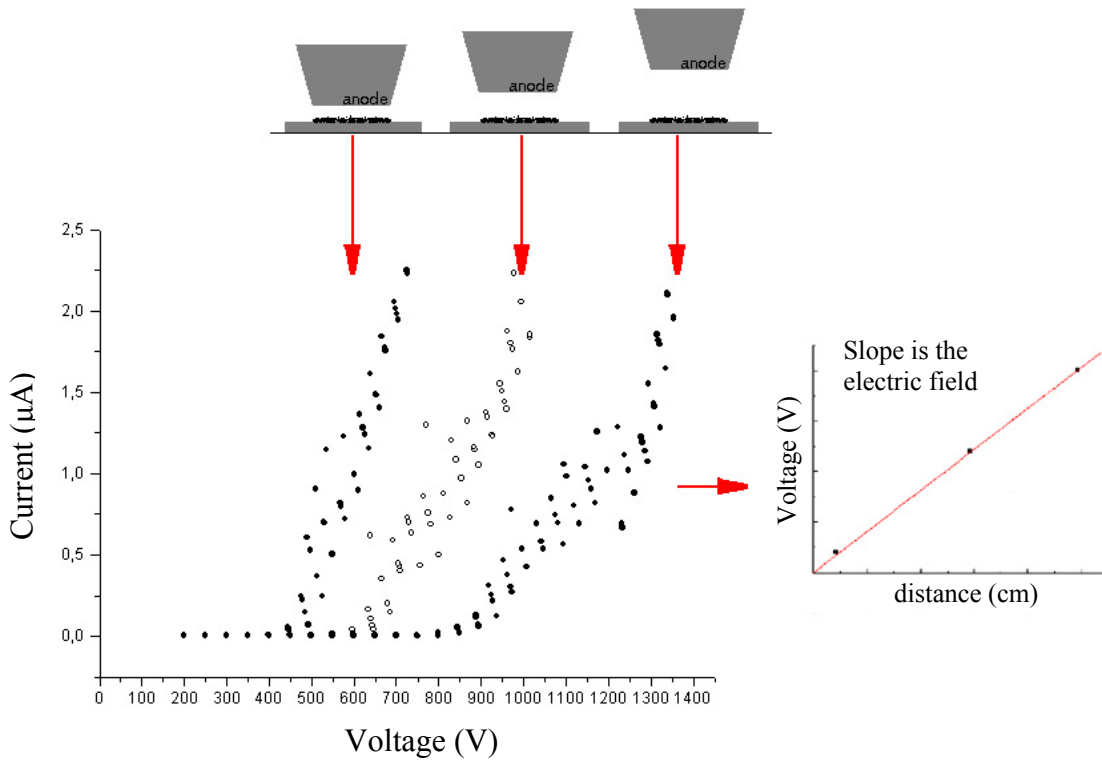 anode
anode
anode
2,5
2,0
1,5
1,0
0,5
0,0
Current (µA)
0 100 200 300 400 500 600 700 800 900 1000 1100 1200 1300 1400
Voltage (V)
Slope is the
electric field
Voltage (V)
distance (cm)